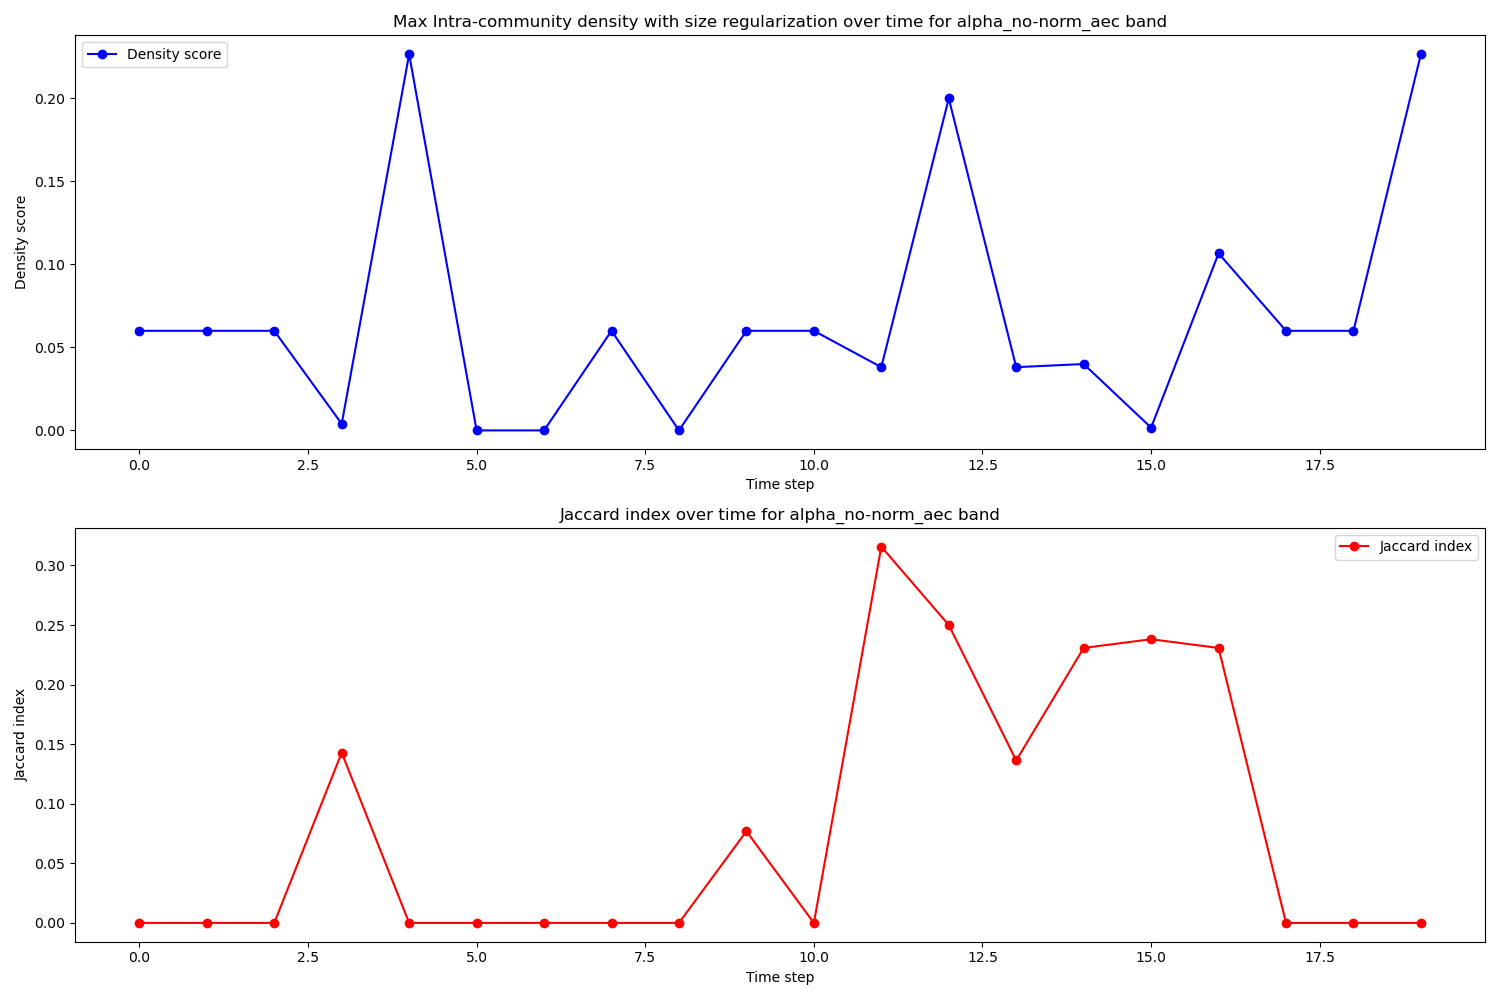 Max Intra-community density with size regularization over time for alpha_no-norm_aec band
Density score
Density score
0.20
0.15
0.10
0.05
0.00
0.0 2.5 5.0 7.5 10.0 12.5 15.0 17.5
Time step
Jaccard index over time for alpha_no-norm_aec band
Jaccard index
Jaccard index
0.30
0.25
0.20
0.15
0.10
0.05
0.00
0.0 2.5 5.0 7.5 10.0 12.5 15.0 17.5
Time step